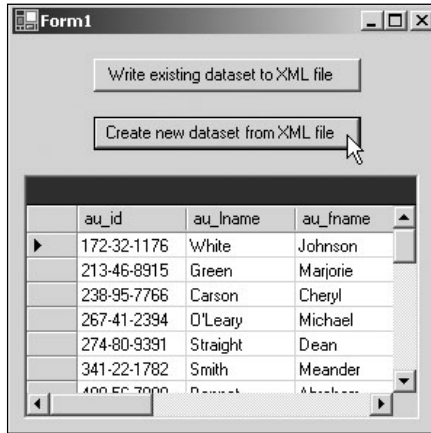 Form1
Write existing dataset to XML file
Create new dataset from XML file
au_id au_lname au_fname
172-32-1176 White Johnson
213-46-8915 Green Marjorie
238-95-7766 Carson Cheryl
267-41-2394 O'Leary Michael
274-80-9391 Straight Dean
341-22-1782 Smith Meander